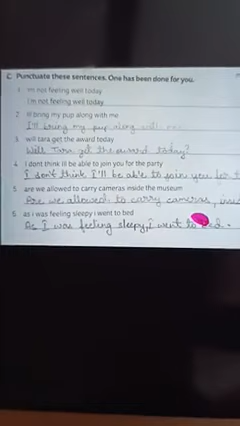 C Punctuate these sentences. One has been done for you.
1 im not feeling well today
I'm not feeling well today
2 ill bring my pup along with me
I'll bring my pup along with me
3 will tara get the award today
Will Tara get the award today?
4 i dont think ill be able to join you for the party
I don't think I'll be able to join you for
5 are we allowed to carry cameras inside the museum
Are we allowed to carry cameras,
6 as i was feeling sleepy i went to bed
As I was feeling sleepy, I went to bed.